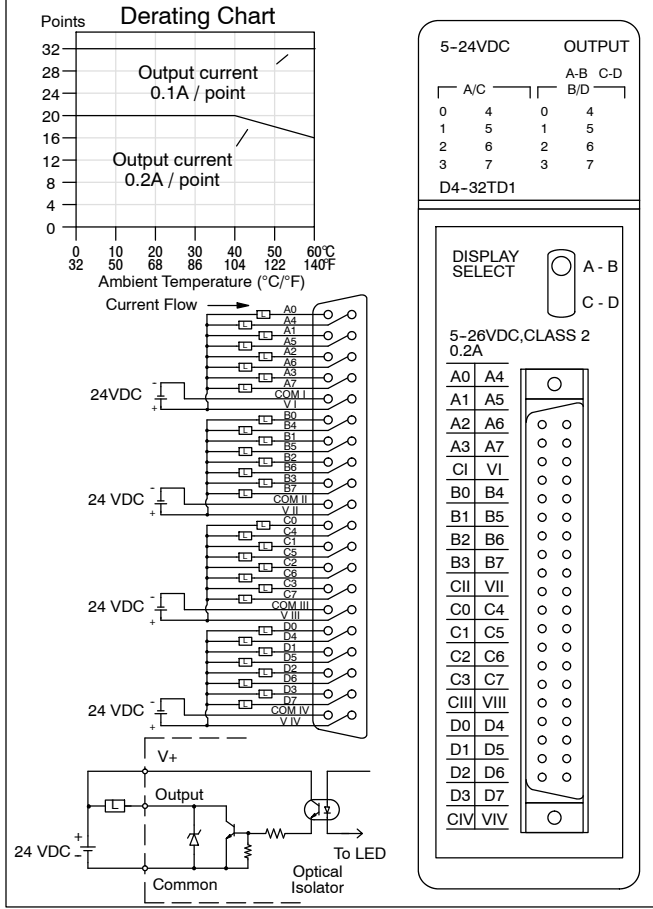 Derating Chart
Points
32
28
24
20
16
12
8
4
0
Output current
0.1A / point
Output current
0.2A / point
0 10 20 30 40 50 60°C
32 50 68 86 104 122 140°F
Ambient Temperature (°C/°F)
Current Flow
L A0
L A4
L A1
L A5
L A2
L A6
L A3
L A7
COM I
V I
24VDC - +
L B0
L B4
L B1
L B5
L B2
L B6
L B3
L B7
COM II
V II
24 VDC - +
L C0
L C4
L C1
L C5
L C2
L C6
L C3
L C7
COM III
V III
24 VDC - +
L D0
L D4
L D1
L D5
L D2
L D6
L D3
L D7
COM IV
V IV
24 VDC - +
V+
L
Output
+
24 VDC -
Common
To LED
Optical
Isolator
5-24VDC OUTPUT
A-B C-D
A/C B/D
0 4 0 4
1 5 1 5
2 6 2 6
3 7 3 7
D4-32TD1
DISPLAY
SELECT
A - B
C - D
5-26VDC,CLASS 2
0.2A
A0 A4
A1 A5
A2 A6
A3 A7
CI VI
B0 B4
B1 B5
B2 B6
B3 B7
CII VII
C0 C4
C1 C5
C2 C6
C3 C7
CIII VIII
D0 D4
D1 D5
D2 D6
D3 D7
CIV VIV